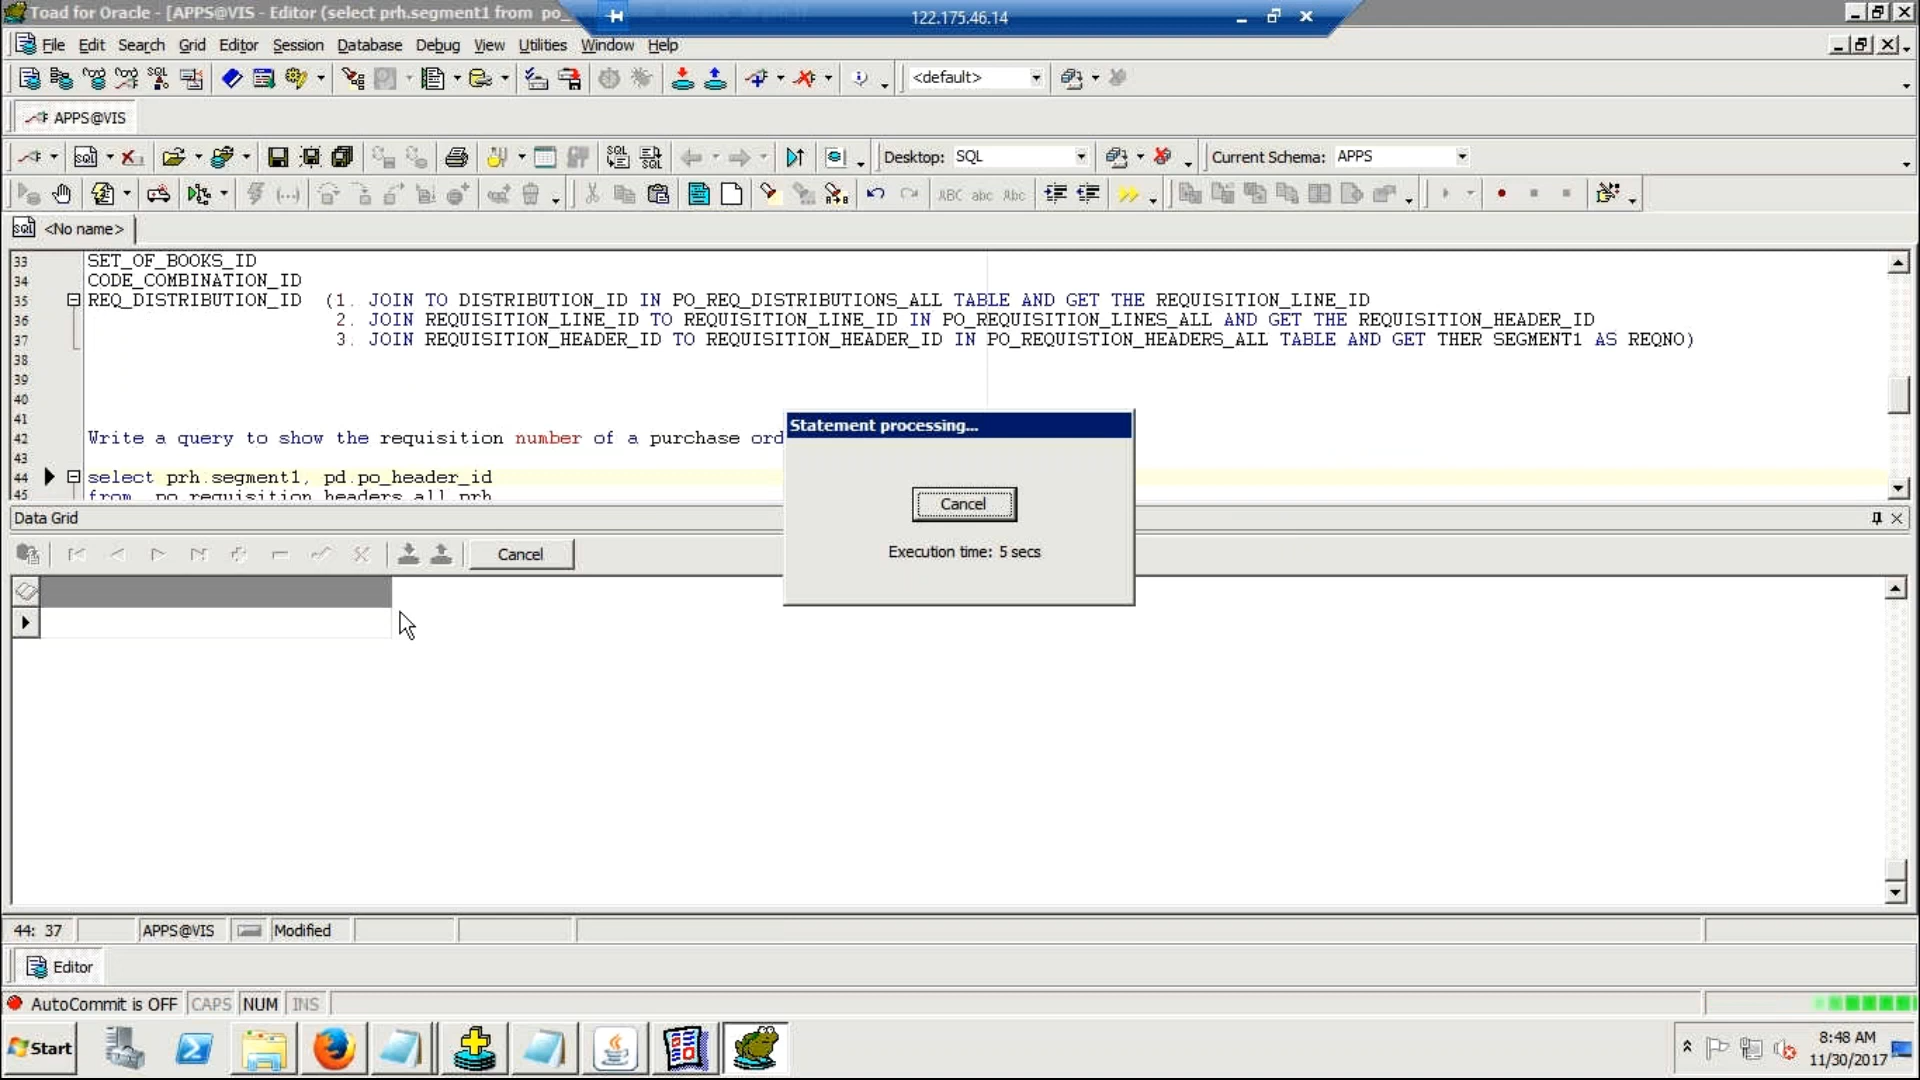 Toad for Oracle - [APPS@VIS - Editor (select prh.segment1 from po_
122.175.46.14
File Edit Search Grid Editor Session Database Debug View Utilities Window Help
<default>
APPS@VIS
Desktop: SQL
Current Schema: APPS
<No name>
33 SET_OF_BOOKS_ID
34 CODE_COMBINATION_ID
35 REQ_DISTRIBUTION_ID (1. JOIN TO DISTRIBUTION_ID IN PO_REQ_DISTRIBUTIONS_ALL TABLE AND GET THE REQUISITION_LINE_ID
36 2. JOIN REQUISITION_LINE_ID TO REQUISITION_LINE_ID IN PO_REQUISITION_LINES_ALL AND GET THE REQUISITION_HEADER_ID
37 3. JOIN REQUISITION_HEADER_ID TO REQUISITION_HEADER_ID IN PO_REQUISTION_HEADERS_ALL TABLE AND GET THER SEGMENT1 AS REQNO)
38
39
40
41
42 Write a query to show the requisition number of a purchase ord
43
44 select prh.segment1, pd.po_header_id
45 from po_requisition_headers_all prh
Statement processing...
Cancel
Execution time: 5 secs
Data Grid
Cancel
44: 37 APPS@VIS Modified
Editor
AutoCommit is OFF CAPS NUM INS
Start
8:48 AM
11/30/2017